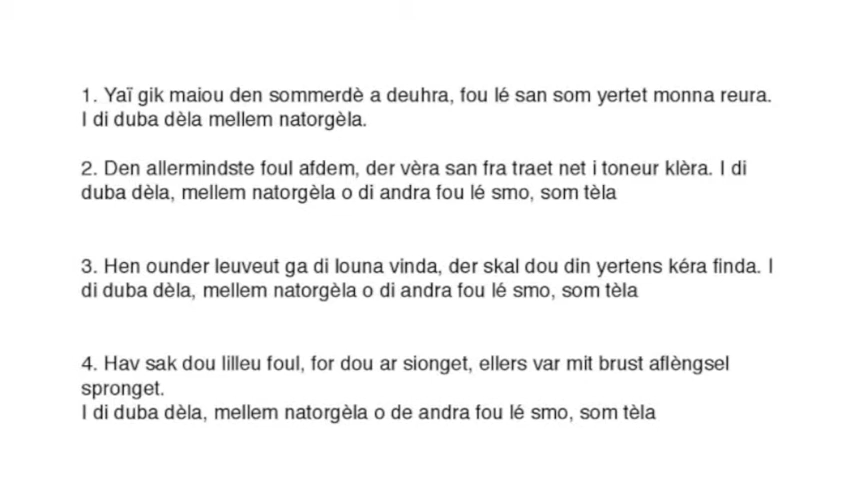 1. Yaï gik maiou den sommerdè a deuhra, fou lé san som yertet monna reura.
I di duba dèla mellem natorgèla.
2. Den allermindste foul afdem, der vèra san fra traet net i toneur klèra. I di
duba dèla, mellem natorgèla o di andra fou lé smo, som tèla
3. Hen ounder leuveut ga di louna vinda, der skal dou din yertens kéra finda. I
di duba dèla, mellem natorgèla o di andra fou lé smo, som tèla
4. Hav sak dou lilleu foul, for dou ar sionget, ellers var mit brust aflèngsel
spronget.
I di duba dèla, mellem natorgèla o de andra fou lé smo, som tèla